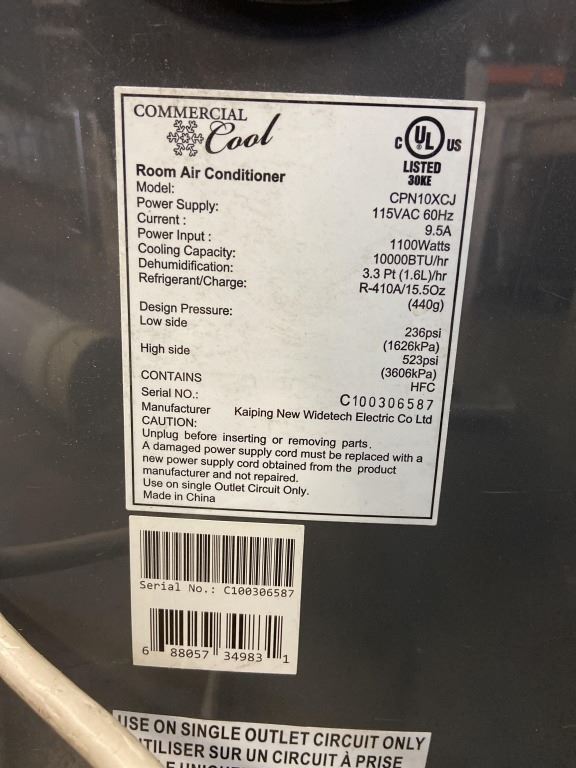 COMMERCIAL
Cool
C UL US
LISTED
30KE
Room Air Conditioner
Model: CPN10XCJ
Power Supply: 115VAC 60Hz
Current : 9.5A
Power Input : 1100Watts
Cooling Capacity: 10000BTU/hr
Dehumidification: 3.3 Pt (1.6L)/hr
Refrigerant/Charge: R-410A/15.5Oz
(440g)
Design Pressure:
Low side 236psi
(1626kPa)
High side 523psi
(3606kPa)
CONTAINS HFC
Serial NO.: C100306587
Manufacturer Kaiping New Widetech Electric Co Ltd
CAUTION:
Unplug before inserting or removing parts.
A damaged power supply cord must be replaced with a
new power supply cord obtained from the product
manufacturer and not repaired.
Use on single Outlet Circuit Only.
Made in China
Serial No.: C100306587
6 88057 34983 1
USE ON SINGLE OUTLET CIRCUIT ONLY
UTILISER SUR UN CIRCUIT À PRISE